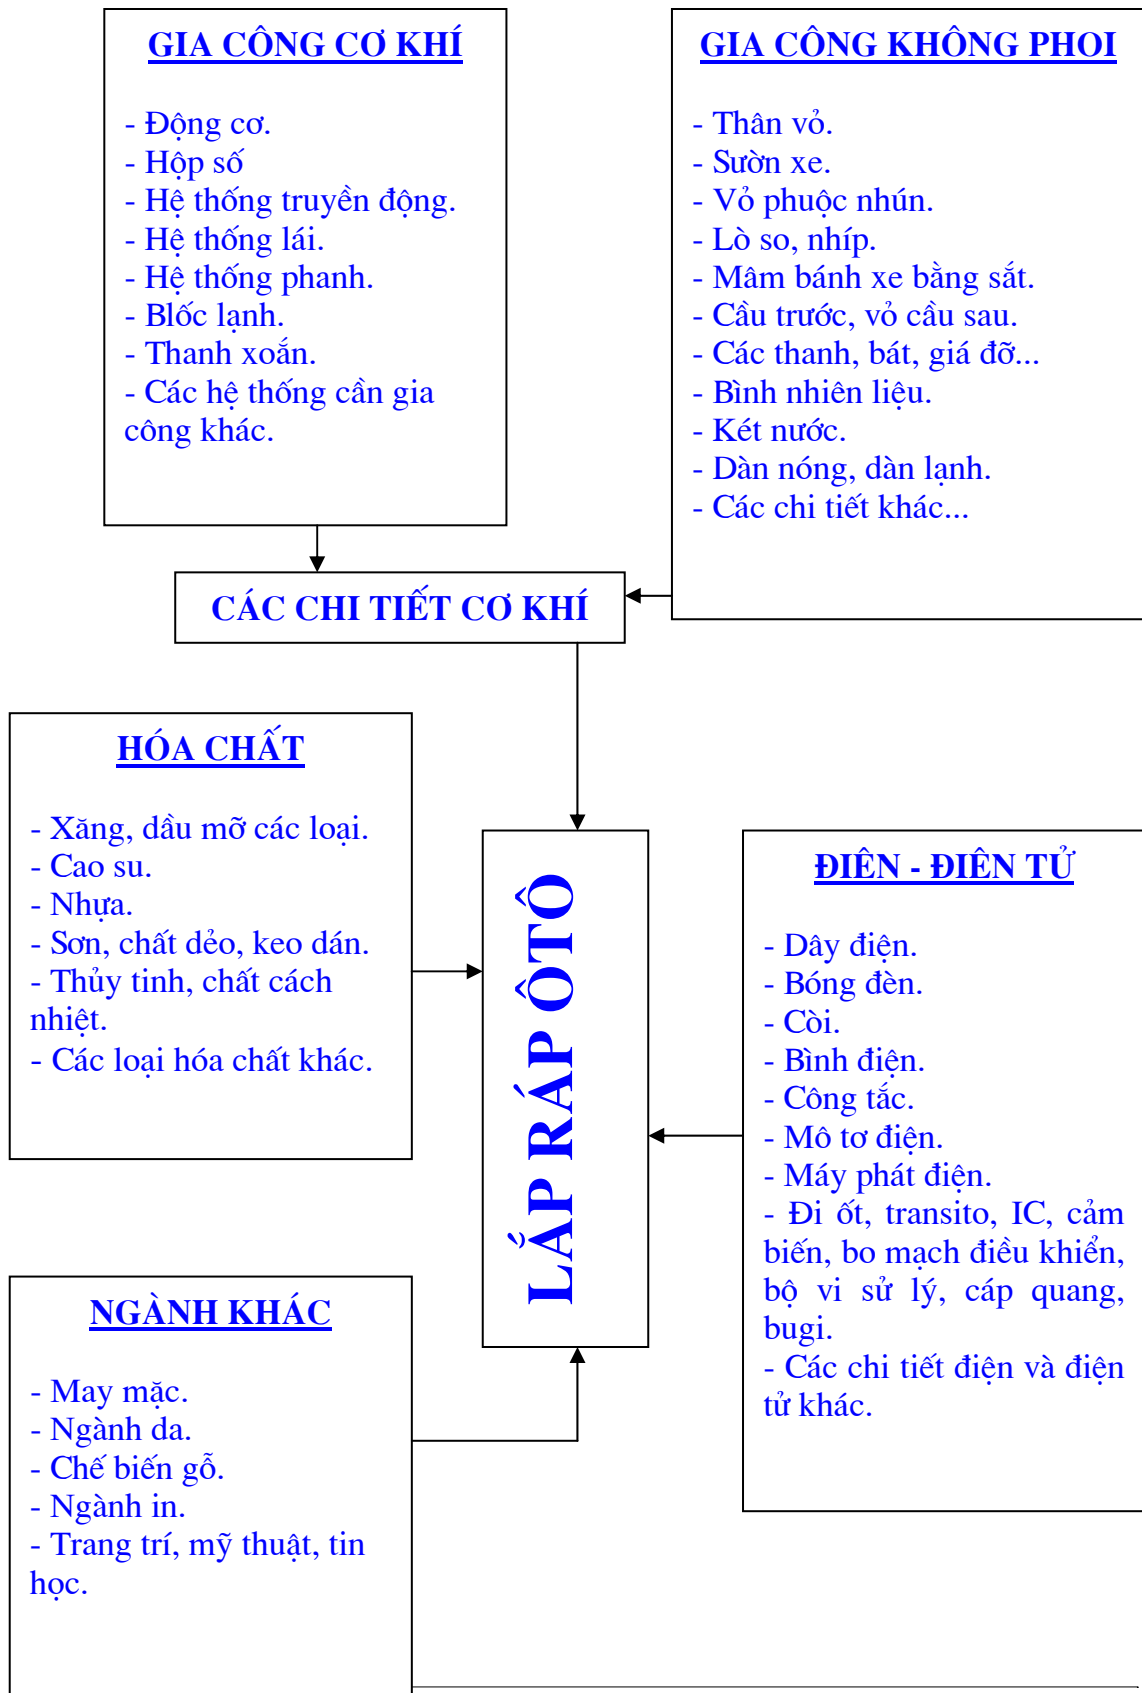 GIA CÔNG CƠ KHÍ
- Động cơ.
- Hộp số
- Hệ thống truyền động.
- Hệ thống lái.
- Hệ thống phanh.
- Blốc lạnh.
- Thanh xoắn.
- Các hệ thống cần gia
công khác.
GIA CÔNG KHÔNG PHOI
- Thân vỏ.
- Sườn xe.
- Vỏ phuộc nhún.
- Lò so, nhíp.
- Mâm bánh xe bằng sắt.
- Cầu trước, vỏ cầu sau.
- Các thanh, bát, giá đỡ...
- Bình nhiên liệu.
- Két nước.
- Dàn nóng, dàn lạnh.
- Các chi tiết khác...
CÁC CHI TIẾT CƠ KHÍ
HÓA CHẤT
- Xăng, dầu mỡ các loại.
- Cao su.
- Nhựa.
- Sơn, chất dẻo, keo dán.
- Thủy tinh, chất cách
nhiệt.
- Các loại hóa chất khác.
LẮP RÁP ÔTÔ
ĐIÊN - ĐIÊN TỬ
- Dây điện.
- Bóng đèn.
- Còi.
- Bình điện.
- Công tắc.
- Mô tơ điện.
- Máy phát điện.
- Đi ốt, transito, IC, cảm
biến, bo mạch điều khiển,
bộ vi sử lý, cáp quang,
bugi.
- Các chi tiết điện và điện
tử khác.
NGÀNH KHÁC
- May mặc.
- Ngành da.
- Chế biến gỗ.
- Ngành in.
- Trang trí, mỹ thuật, tin
học.